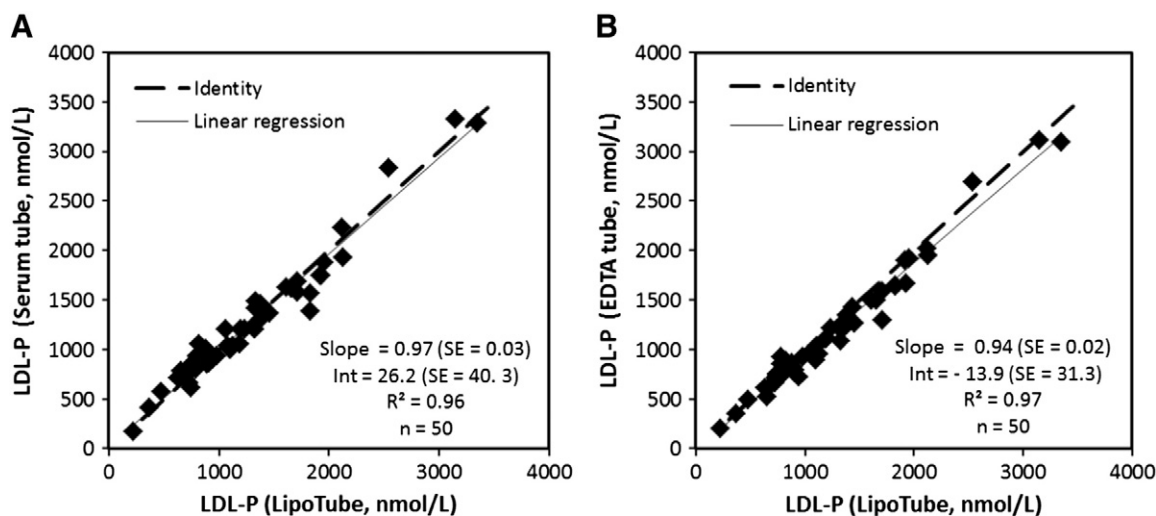 A
4000
3500
3000
2500
2000
1500
1000
500
0
LDL-P (Serum tube, nmol/L)
Identity
Linear regression
Slope = 0.97 (SE = 0.03)
Int = 26.2 (SE = 40. 3)
R² = 0.96
n = 50
0 1000 2000 3000 4000
LDL-P (LipoTube, nmol/L)
B
4000
3500
3000
2500
2000
1500
1000
500
0
LDL-P (EDTA tube, nmol/L)
Identity
Linear regression
Slope = 0.94 (SE = 0.02)
Int = - 13.9 (SE = 31.3)
R² = 0.97
n = 50
0 1000 2000 3000 4000
LDL-P (LipoTube, nmol/L)